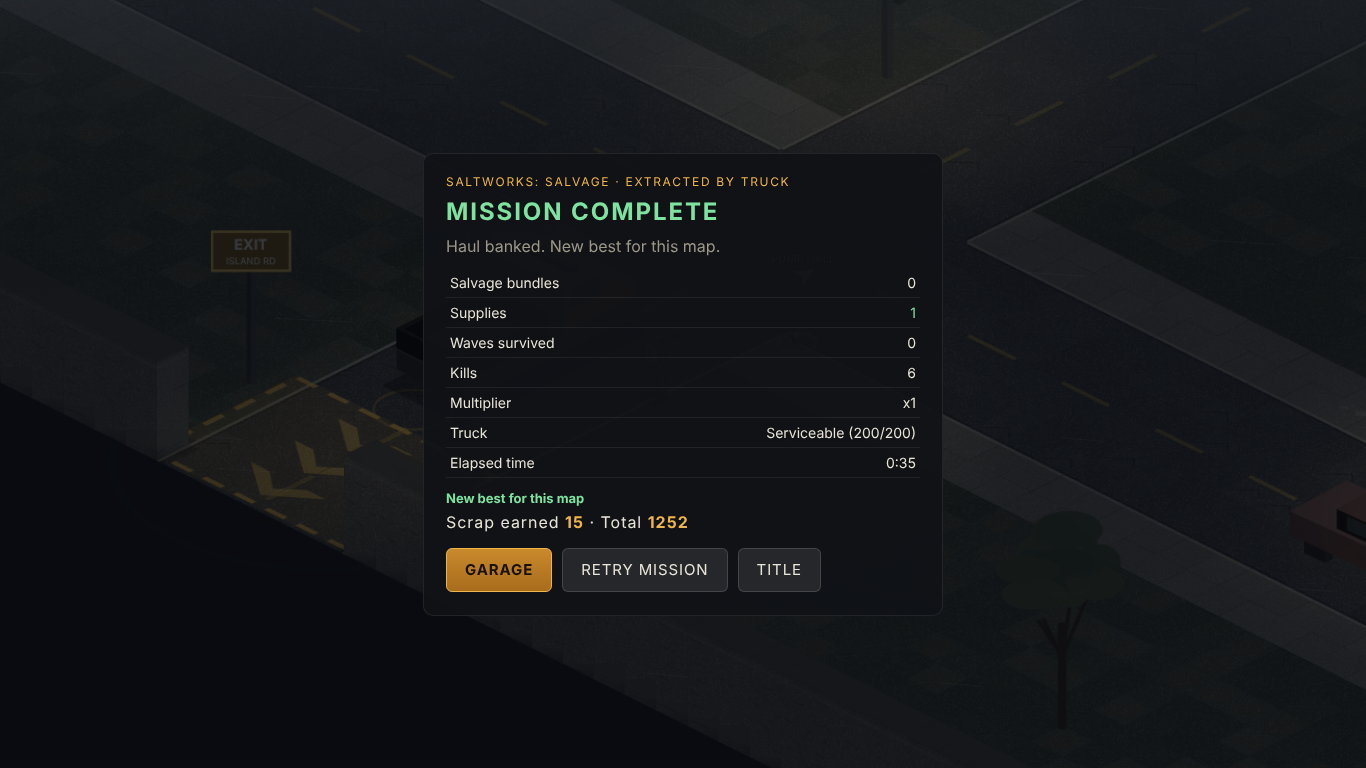 EXIT
ISLAND RD
SALTWORKS: SALVAGE · EXTRACTED BY TRUCK
MISSION COMPLETE
Haul banked. New best for this map.
Salvage bundles 0
Supplies 1
Waves survived 0
Kills 6
Multiplier x1
Truck Serviceable (200/200)
Elapsed time 0:35
New best for this map
Scrap earned 15 · Total 1252
GARAGE RETRY MISSION TITLE